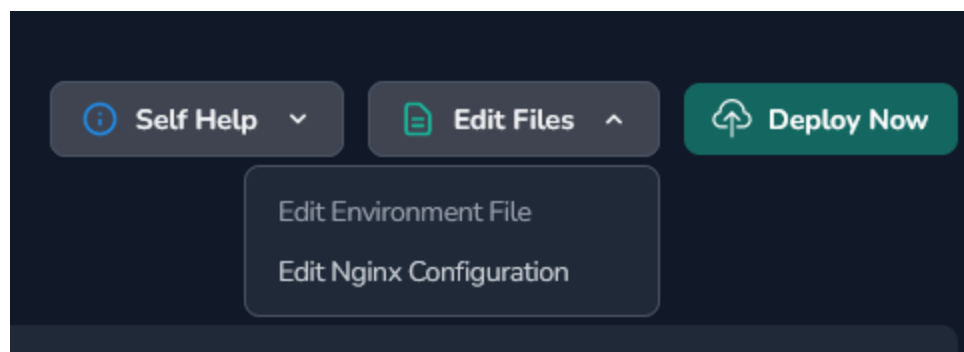 Self Help
Edit Files
Deploy Now
Edit Environment File
Edit Nginx Configuration